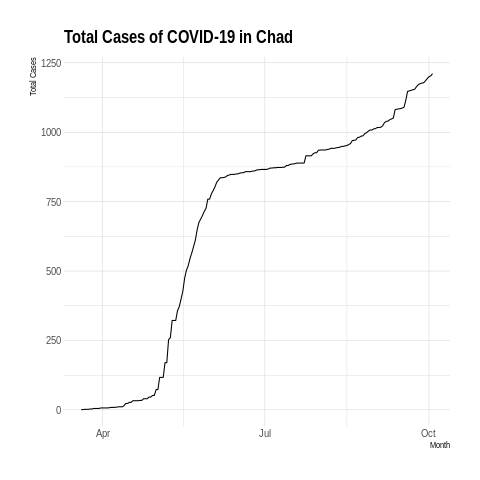 Total Cases of COVID-19 in Chad
Total Cases
1250
1000
750
500
250
0
Apr
Jul
Oct
Month